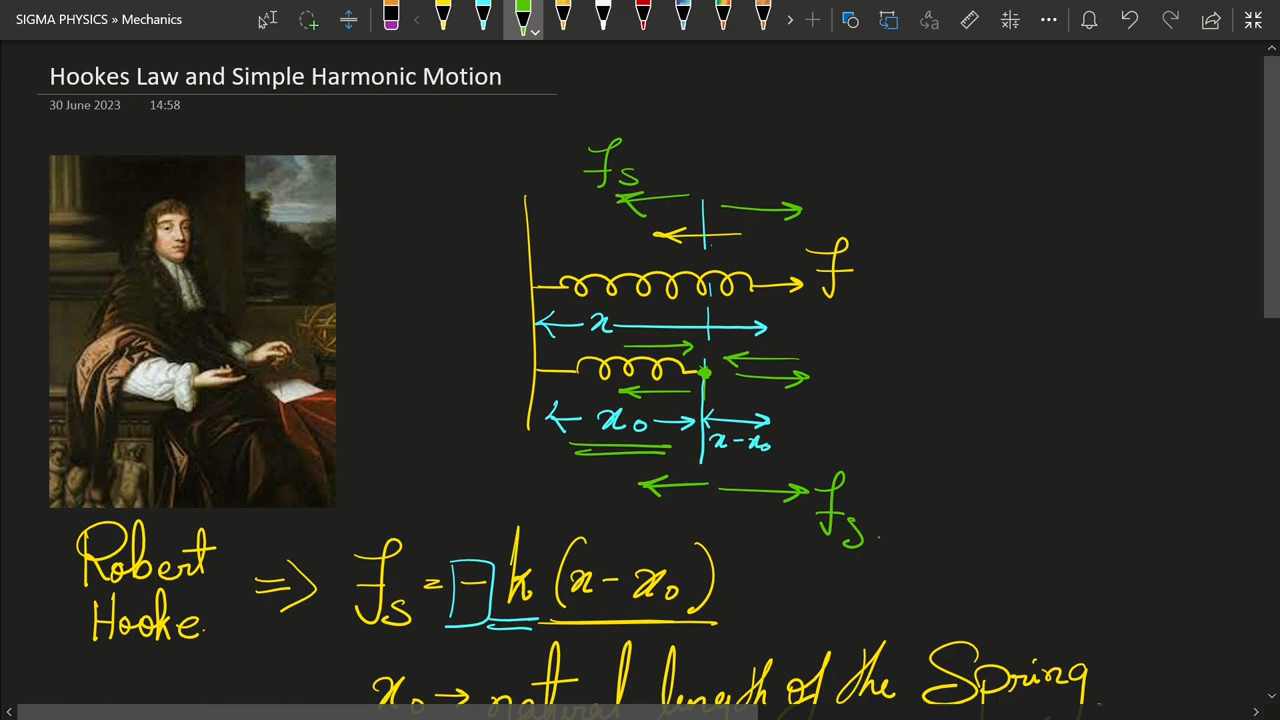 SIGMA PHYSICS » Mechanics
Hookes Law and Simple Harmonic Motion
30 June 2023 14:58
fs
f
x
x₀
x-x₀
fs
Robert
Hooke
=> fs = -k (x-x₀)
x₀ → natural length of the Spring